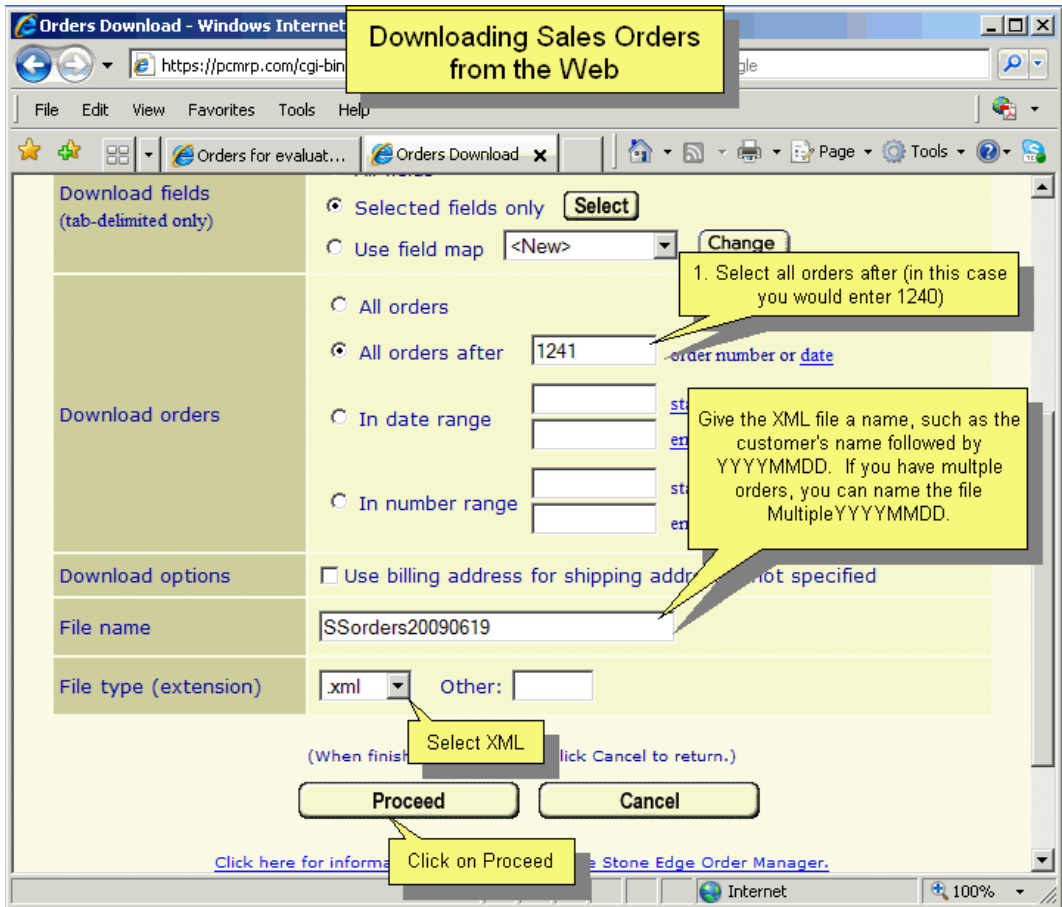 Orders Download - Windows Internet
Downloading Sales Orders
from the Web
https://pcmrp.com/cgi-bin
gle
File Edit View Favorites Tools Help
Orders for evaluat... Orders Download Page Tools
Download fields
(tab-delimited only)
Selected fields only Select
Use field map <New> Change
1. Select all orders after (in this case
you would enter 1240)
Download orders
All orders
All orders after 1241 order number or date
In date range
In number range
Give the XML file a name, such as the
customer's name followed by
YYYYMMDD. If you have multple
orders, you can name the file
MultipleYYYYMMDD.
Download options Use billing address for shipping addr not specified
File name SSorders20090619
File type (extension) .xml Other:
Select XML
(When finish lick Cancel to return.)
Proceed Cancel
Click on Proceed
Click here for informa e Stone Edge Order Manager.
Internet 100%